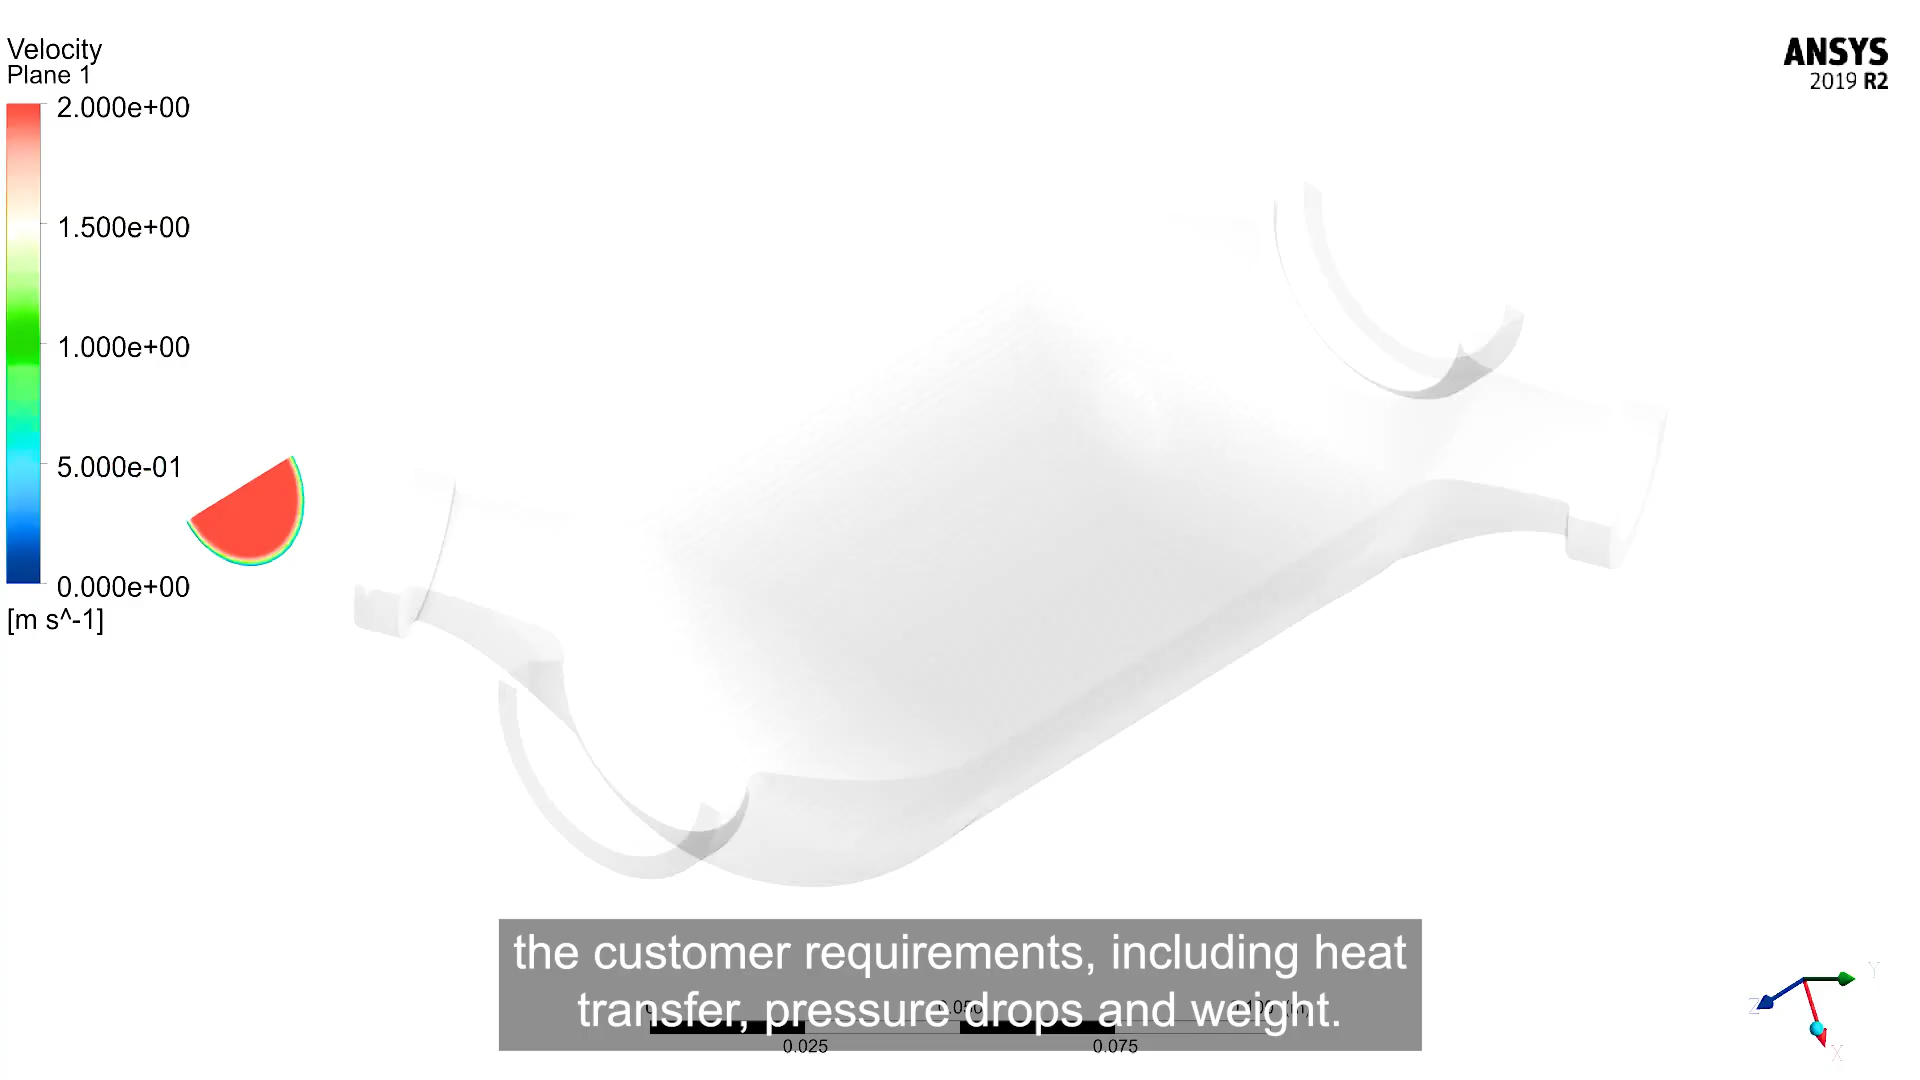 Velocity
Plane 1
2.000e+00
1.500e+00
1.000e+00
5.000e-01
0.000e+00
[m s^-1]
ANSYS
2019 R2
the customer requirements, including heat
transfer, pressure drops and weight.
0.025
0.075
Y
Z
X